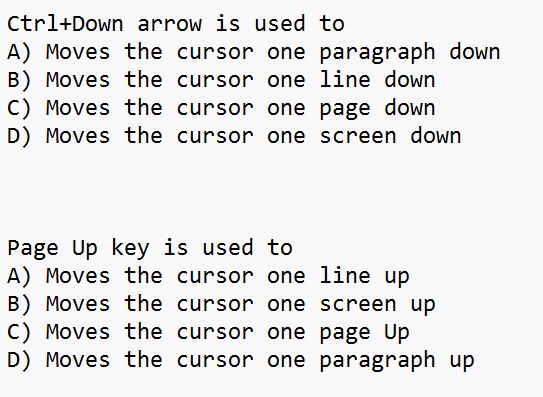 Ctrl+Down arrow is used to
A) Moves the cursor one paragraph down
B) Moves the cursor one line down
C) Moves the cursor one page down
D) Moves the cursor one screen down
Page Up key is used to
A) Moves the cursor one line up
B) Moves the cursor one screen up
C) Moves the cursor one page Up
D) Moves the cursor one paragraph up